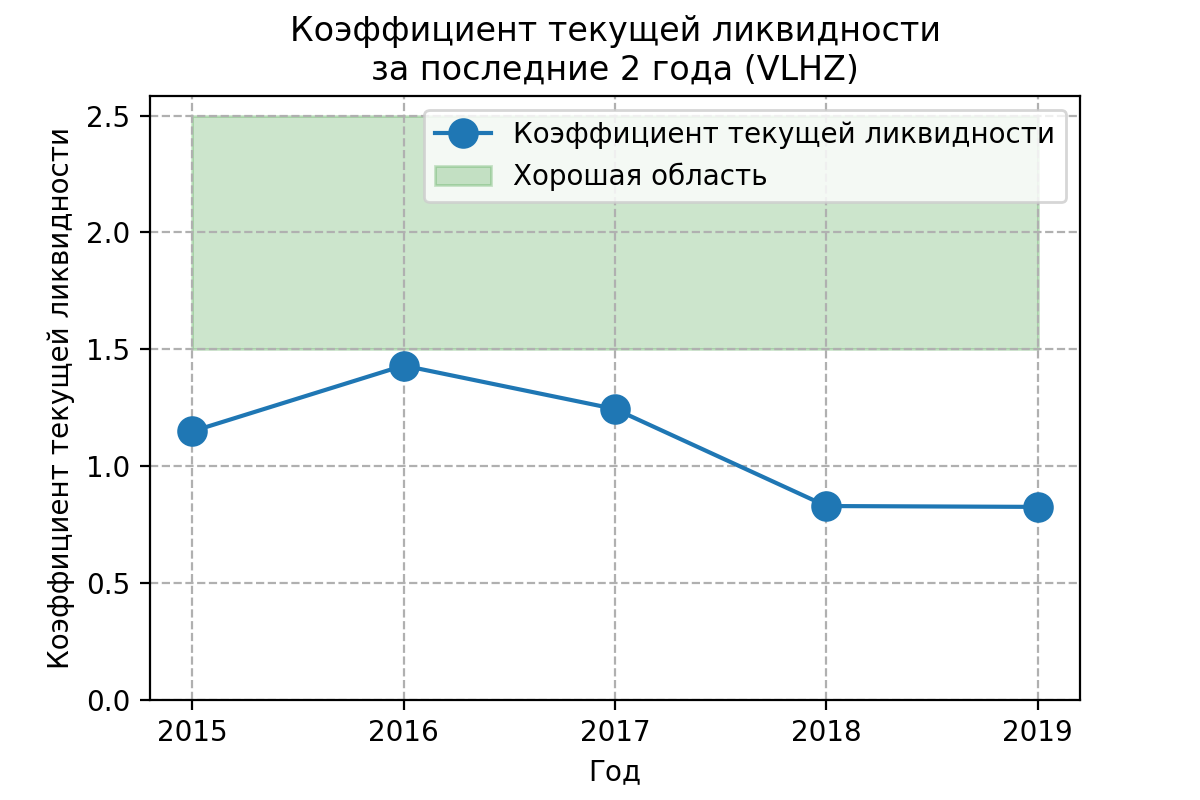 Коэффициент текущей ликвидности
за последние 2 года (VLHZ)
Коэффициент текущей ликвидности
Хорошая область
Коэффициент текущей ликвидности
2.5
2.0
1.5
1.0
0.5
0.0
2015 2016 2017 2018 2019
Год